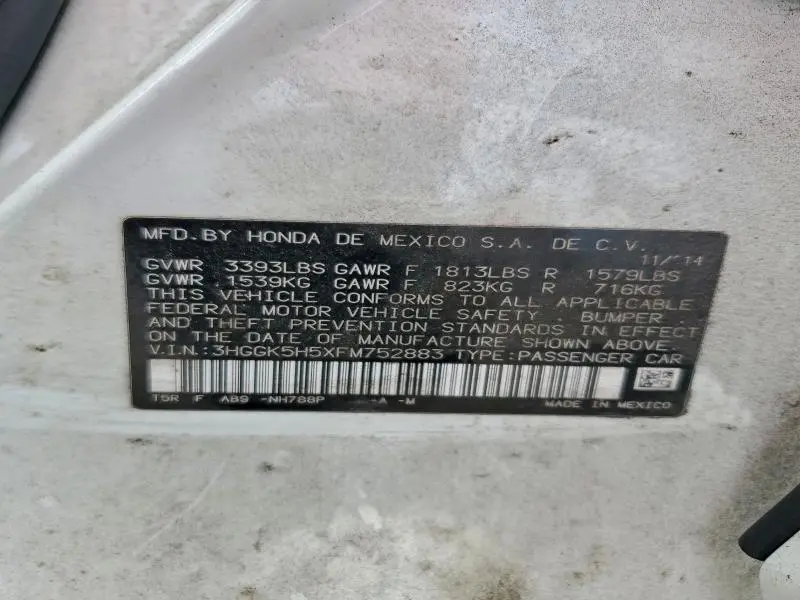 MFD.BY HONDA DE MEXICO S.A. DE C.V.
GVWR 3393LBS GAWR F 1813LBS R 1579LBS
GVWR 1539KG GAWR F 823KG R 716KG
THIS VEHICLE CONFORMS TO ALL APPLICABLE
FEDERAL MOTOR VEHICLE SAFETY, BUMPER
AND THEFT PREVENTION STANDARDS IN EFFECT
ON THE DATE OF MANUFACTURE SHOWN ABOVE.
V.I.N.:3HGGK5H5XFM752883 TYPE:PASSENGER CAR
T5R F AB9 -NH788P -A -M MADE IN MEXICO